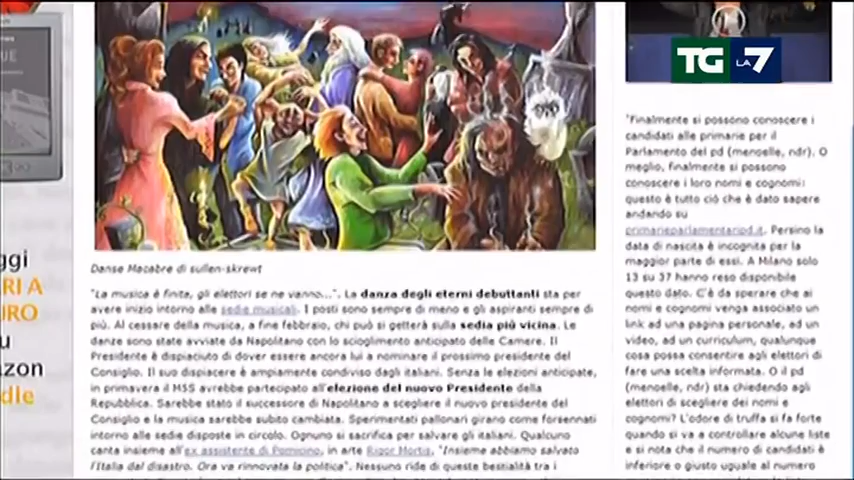 TG LA 7
Danse Macabre di sullen-skrewt
"La musica è finita, gli elettori se ne vanno...". La danza degli eterni debuttanti sta per
avere inizio intorno alle sedie musicali. I posti sono sempre di meno e gli aspiranti sempre di
più. Al cessare della musica, a fine febbraio, chi può si getterà sulla sedia più vicina. Le
danze sono state avviate da Napolitano con lo scioglimento anticipato delle Camere. Il
Presidente è dispiaciuto di dover essere ancora lui a nominare il prossimo presidente del
Consiglio. Il suo dispiacere è ampiamente condiviso dagli italiani. Senza le elezioni anticipate,
in primavera il M5S avrebbe partecipato all'elezione del nuovo Presidente della
Repubblica. Sarebbe stato il successore di Napolitano a scegliere il nuovo presidente del
Consiglio e la musica sarebbe subito cambiata. Sperimentati pallonari girano come forsennati
intorno alle sedie disposte in circolo. Ognuno si sacrifica per salvare gli italiani. Qualcuno
canta insieme all'ex assistente di Pomicino, in arte Rigor Mortis, "Insieme abbiamo salvato
l'Italia dal disastro. Ora va rinnovata la politica". Nessuno ride di queste bestialità tra i
"Finalmente si possono conoscere i
candidati alle primarie per il
Parlamento del pd (menoelle, ndr). O
meglio, finalmente si possono
conoscere i loro nomi e cognomi:
questo è tutto ciò che è dato sapere
andando su
primarieparlamentaripd.it. Persino la
data di nascita è incognita per la
maggior parte di essi. A Milano solo
13 su 37 hanno reso disponibile
questo dato. C'è da sperare che ai
nomi e cognomi venga associato un
link ad una pagina personale, ad un
video, ad un curriculum, qualunque
cosa possa consentire agli elettori di
fare una scelta informata. O il pd
(menoelle, ndr) sta chiedendo agli
elettori di scegliere dei nomi e
cognomi? L'odore di truffa si fa forte
quando si va a controllare alcune liste
e si nota che il numero di candidati è
inferiore o giusto uguale al numero
ggi
RI A
URO
u
azon
dle